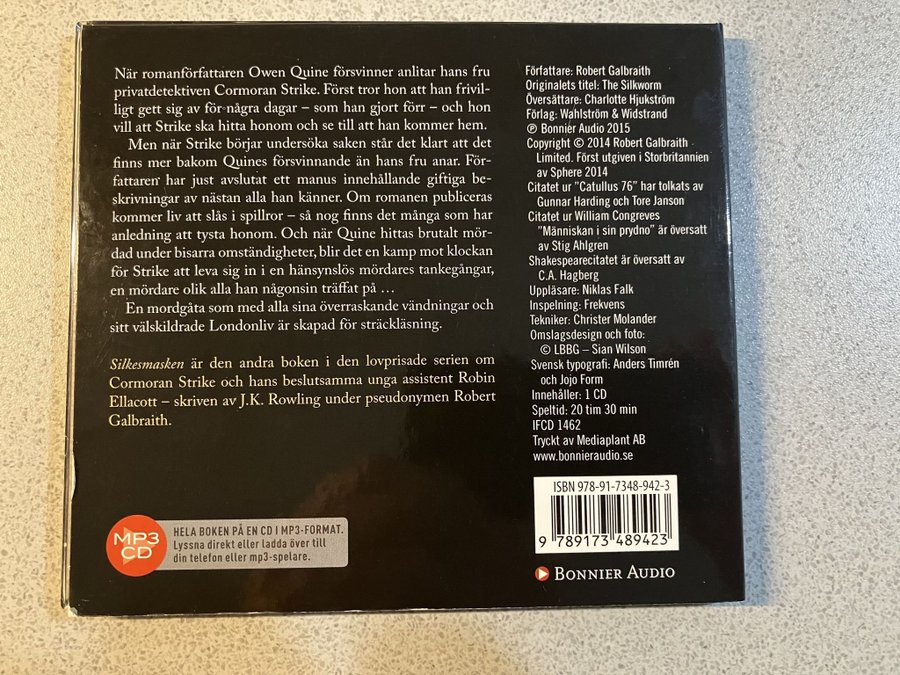 När romanförfattaren Owen Quine försvinner anlitar hans fru
privatdetektiven Cormoran Strike. Först tror hon att han frivil-
ligt gett sig av för några dagar – som han gjort förr – och hon
vill att Strike ska hitta honom och se till att han kommer hem.
Men när Strike börjar undersöka saken står det klart att det
finns mer bakom Quines försvinnande än hans fru anar. För-
fattaren har just avslutat ett manus innehållande giftiga be-
skrivningar av nästan alla han känner. Om romanen publiceras
kommer liv att slås i spillror – så nog finns det många som har
anledning att tysta honom. Och när Quine hittas brutalt mör-
dad under bisarra omständigheter, blir det en kamp mot klockan
för Strike att leva sig in i en hänsynslös mördares tankegångar,
en mördare olik alla han någonsin träffat på ...
En mordgåta som med alla sina överraskande vändningar och
sitt välskildrade Londonliv är skapad för sträckläsning.
Silkesmasken är den andra boken i den lovprisade serien om
Cormoran Strike och hans beslutsamma unga assistent Robin
Ellacott – skriven av J.K. Rowling under pseudonymen Robert
Galbraith.
MP3
CD
HELA BOKEN PÅ EN CD I MP3-FORMAT.
Lyssna direkt eller ladda över till
din telefon eller mp3-spelare.
Författare: Robert Galbraith
Originalets titel: The Silkworm
Översättare: Charlotte Hjukström
Förlag: Wahlström & Widstrand
℗ Bonnier Audio 2015
Copyright © 2014 Robert Galbraith
Limited. Först utgiven i Storbritannien
av Sphere 2014
Citatet ur "Catullus 76" har tolkats av
Gunnar Harding och Tore Janson
Citatet ur William Congreves
"Människan i sin prydno" är översatt
av Stig Ahlgren
Shakespearecitatet är översatt av
C.A. Hagberg
Uppläsare: Niklas Falk
Inspelning: Frekvens
Tekniker: Christer Molander
Omslagsdesign och foto:
© LBBG – Sian Wilson
Svensk typografi: Anders Timrén
och Jojo Form
Innehåller: 1 CD
Speltid: 20 tim 30 min
IFCD 1462
Tryckt av Mediaplant AB
www.bonnieraudio.se
ISBN 978-91-7348-942-3
9 789173 489423
BONNIER AUDIO